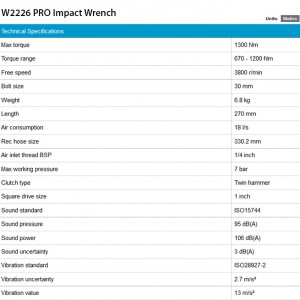 W2226 PRO Impact Wrench
Units: Metric
Technical Specifications
Max torque 1300 Nm
Torque range 670 - 1200 Nm
Free speed 3800 r/min
Bolt size 30 mm
Weight 6.8 kg
Length 270 mm
Air consumption 18 l/s
Rec hose size 330.2 mm
Air inlet thread BSP 1/4 inch
Max working pressure 7 bar
Clutch type Twin hammer
Square drive size 1 inch
Sound standard ISO15744
Sound pressure 95 dB(A)
Sound power 106 dB(A)
Sound uncertainty 3 dB(A)
Vibration standard ISO28927-2
Vibration uncertainty 2.7 m/s²
Vibration value 13 m/s²